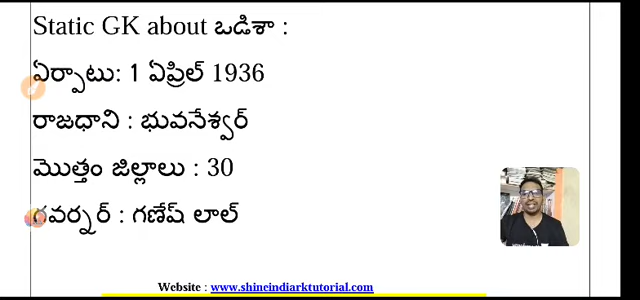 Static GK about ఒడిశా :
ఏర్పాటు: 1 ఏప్రిల్ 1936
రాజధాని : భువనేశ్వర్
మొత్తం జిల్లాలు : 30
గవర్నర్ : గణేష్ లాల్
Website : www.shineindiarktutorial.com